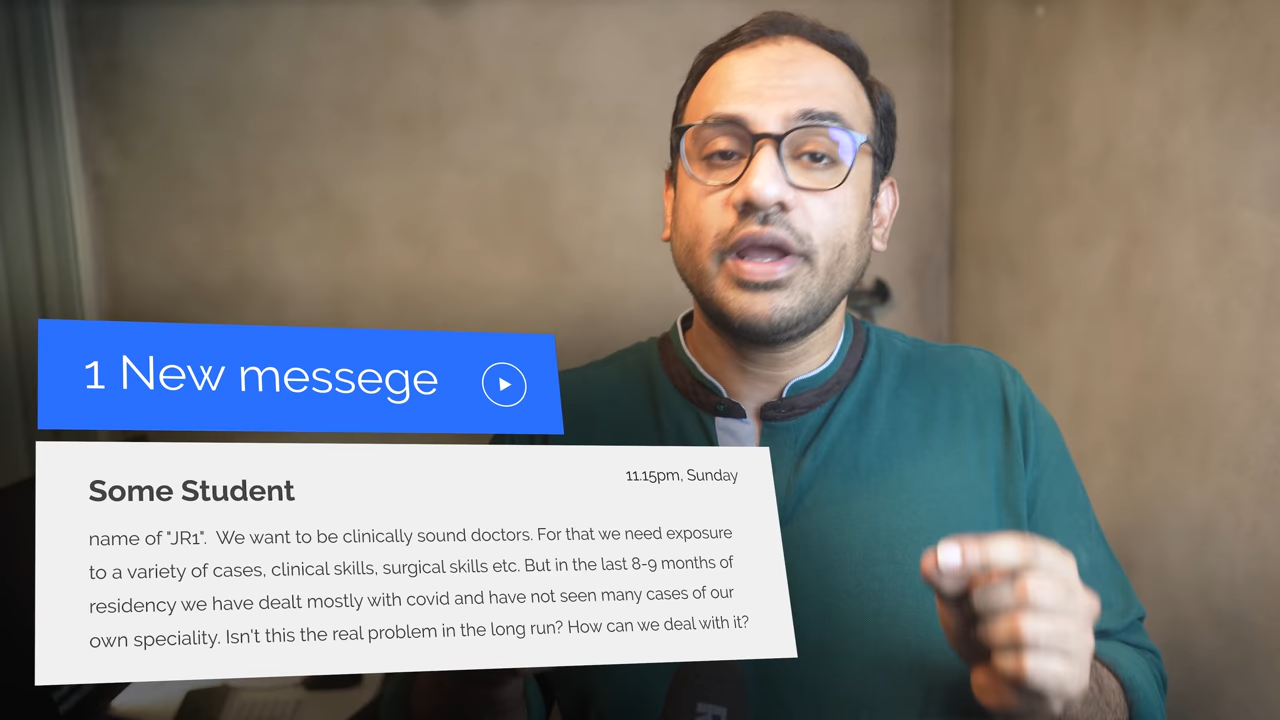 1 New messege
Some Student
11.15pm, Sunday
name of "JR1". We want to be clinically sound doctors. For that we need exposure
to a variety of cases, clinical skills, surgical skills etc. But in the last 8-9 months of
residency we have dealt mostly with covid and have not seen many cases of our
own speciality. Isn't this the real problem in the long run? How can we deal with it?